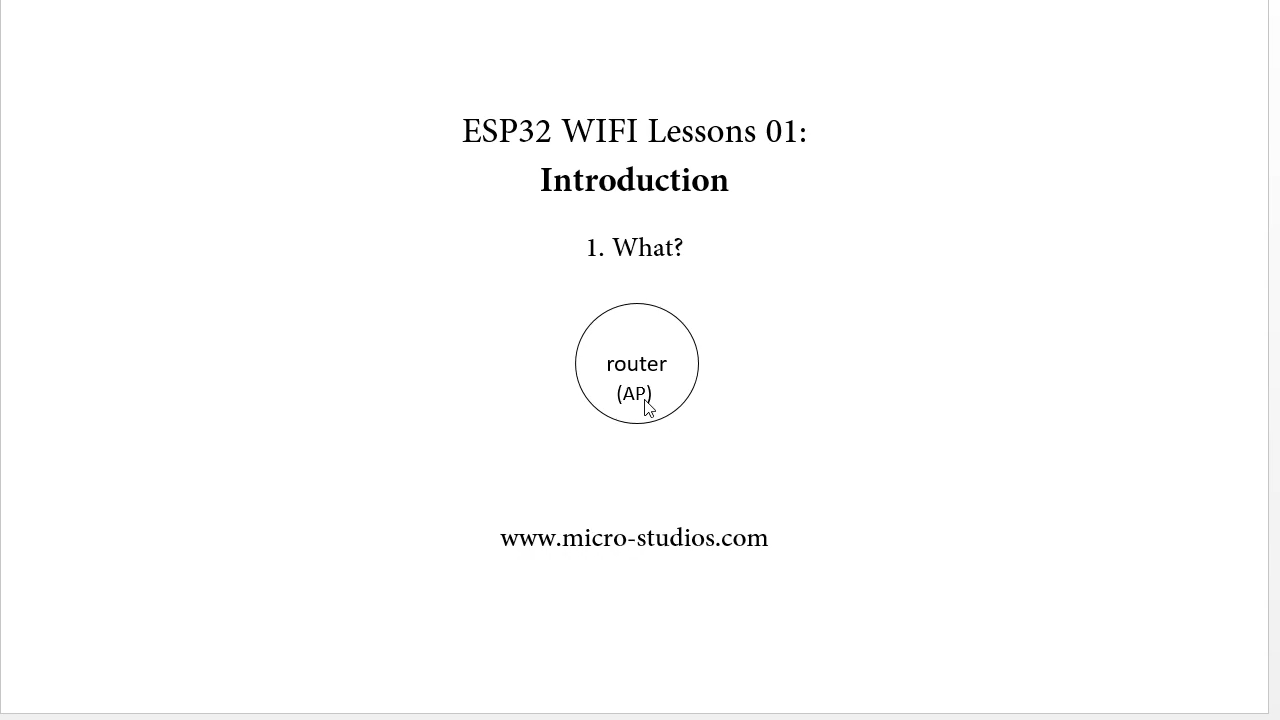 ESP32 WIFI Lessons 01:
Introduction
1. What?
router
(AP)
www.micro-studios.com